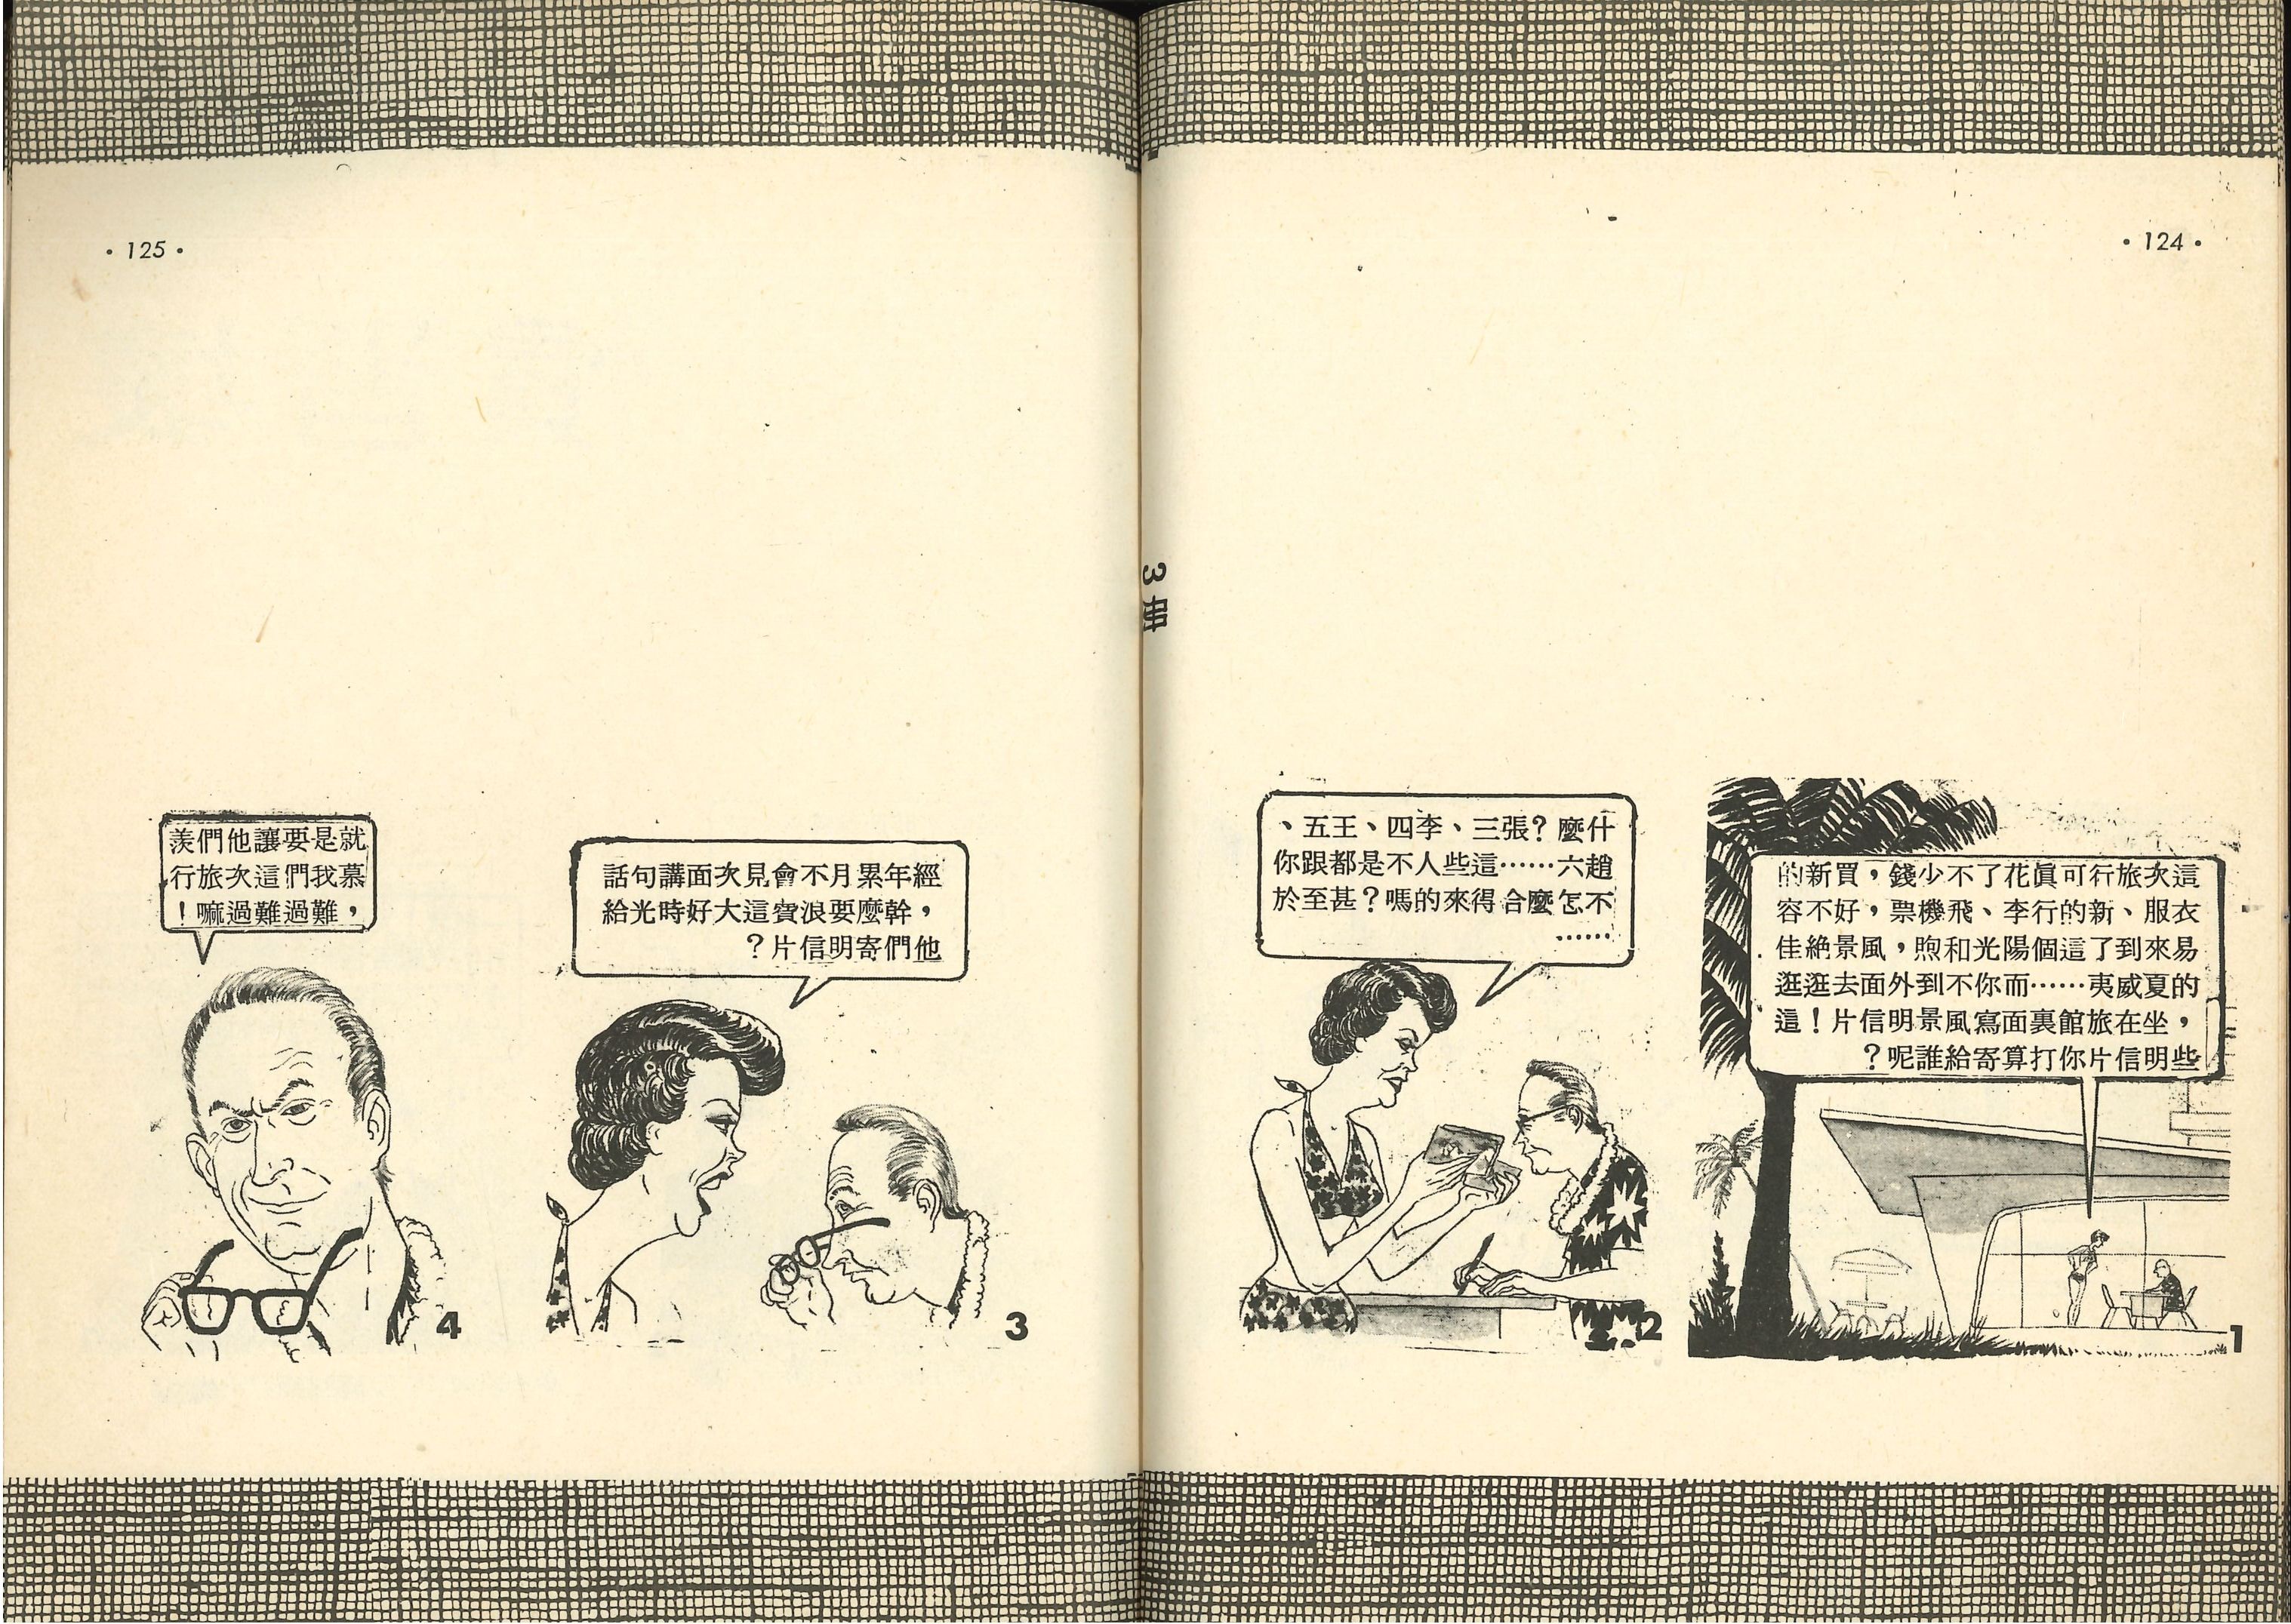 • 124 •
這次旅行可眞花了不少錢，買新的
衣服、新的行李、飛機票，好不容
易來到了這個陽光和煦，風景絕佳
的夏威夷……而你不到外面去逛逛
，坐在旅館裏面寫風景明信片！這
些明信片你打算寄給誰呢？
1
什麼？張三、李四、王五、
趙六……這些人不是都跟你
不怎麼合得來的嗎？甚至於
……
2
• 125 •
經年累月不會見次面講句話
，幹麼要浪費這大好時光給
他們寄明信片？
3
就是要讓他們羨
慕我們這次旅行
，難過難過嘛！
4